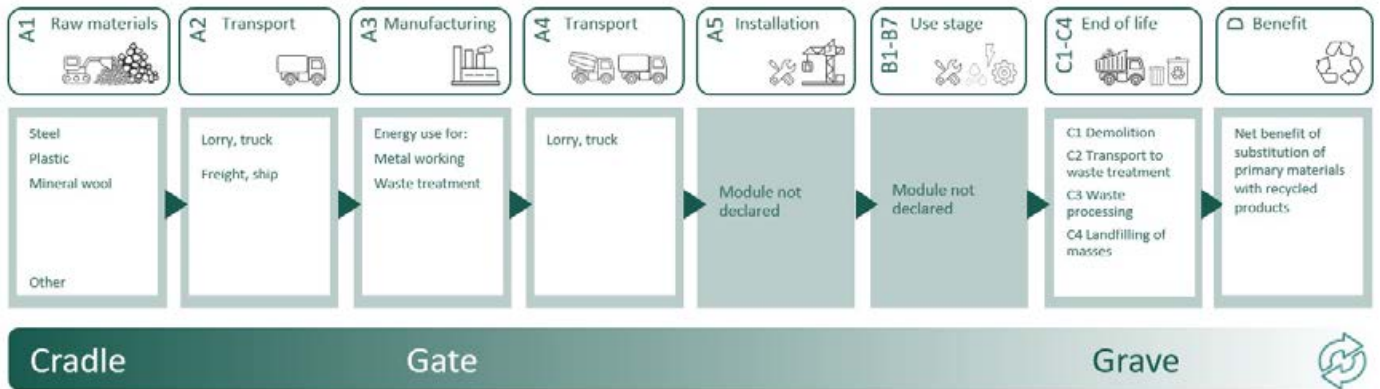 A1 Raw materials
A2 Transport
A3 Manufacturing
A4 Transport
A5 Installation
B1-B7 Use stage
C1-C4 End of life
D Benefit
Steel
Plastic
Mineral wool
Other
Lorry, truck
Freight, ship
Energy use for:
Metal working
Waste treatment
Lorry, truck
Module not
declared
Module not
declared
C1 Demolition
C2 Transport to
waste treatment
C3 Waste
processing
C4 Landfilling of
masses
Net benefit of
substitution of
primary materials
with recycled
products
Cradle
Gate
Grave